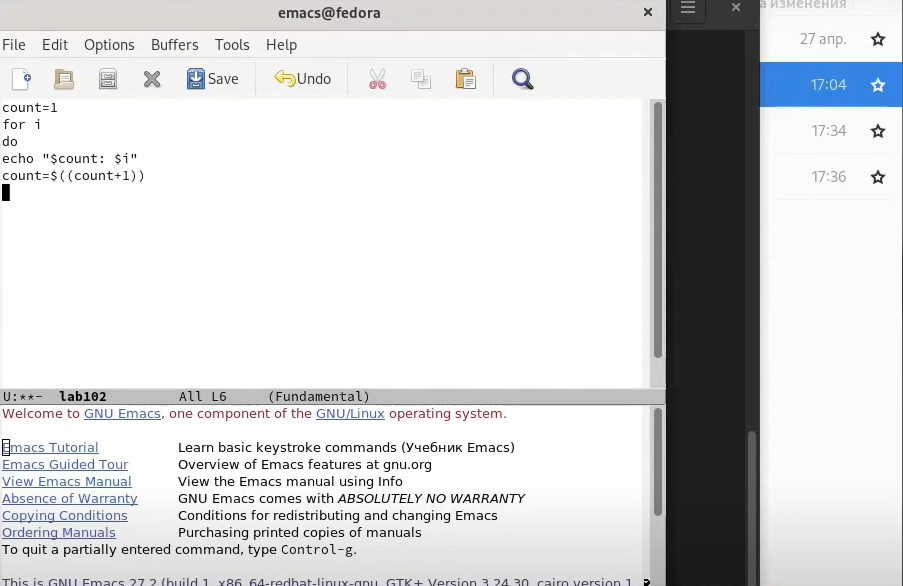 emacs@fedora
File Edit Options Buffers Tools Help
Save Undo
count=1
for i
do
echo "$count: $i"
count=$((count+1))
U:**- lab102 All L6 (Fundamental)
Welcome to GNU Emacs, one component of the GNU/Linux operating system.
Emacs Tutorial Learn basic keystroke commands (Учебник Emacs)
Emacs Guided Tour Overview of Emacs features at gnu.org
View Emacs Manual View the Emacs manual using Info
Absence of Warranty GNU Emacs comes with ABSOLUTELY NO WARRANTY
Copying Conditions Conditions for redistributing and changing Emacs
Ordering Manuals Purchasing printed copies of manuals
To quit a partially entered command, type Control-g.
This is GNU Emacs 27.2 (build 1, x86_64-redhat-linux-gnu, GTK+ Version 3.24.30, cairo version 1
а изменения
27 апр.
17:04
17:34
17:36